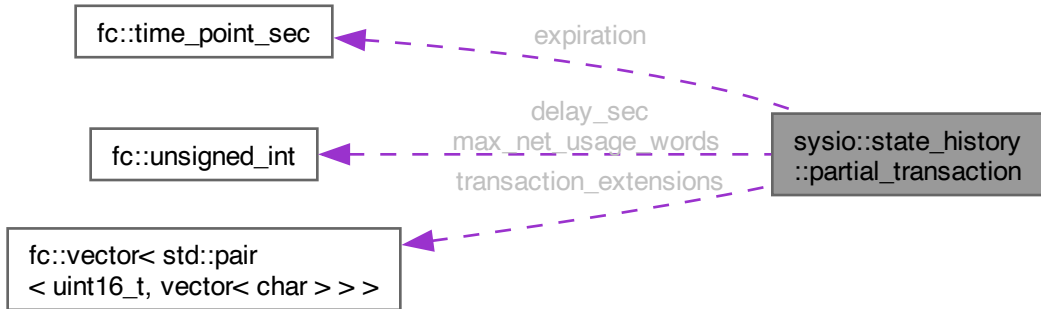 fc::time_point_sec
expiration
delay_sec
max_net_usage_words
fc::unsigned_int
sysio::state_history
::partial_transaction
transaction_extensions
fc::vector< std::pair
< uint16_t, vector< char > > >